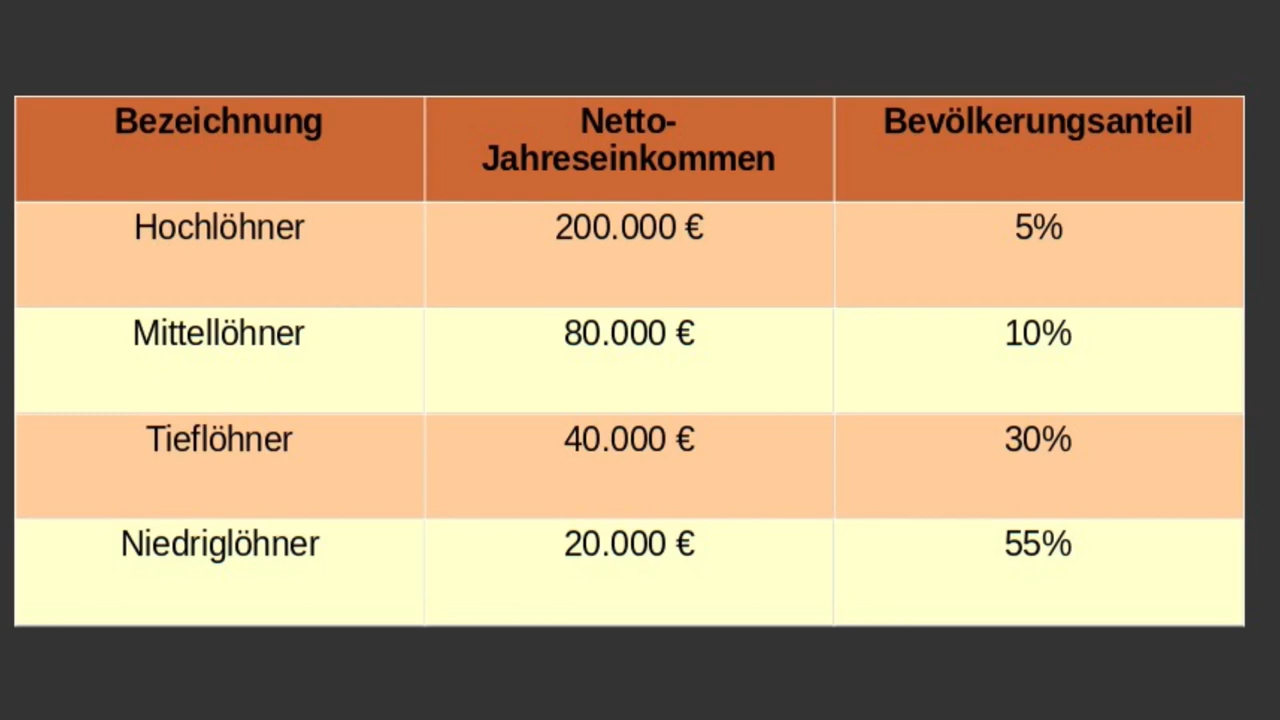 Bezeichnung
Netto-
Jahreseinkommen
Bevölkerungsanteil
Hochlöhner 200.000 € 5%
Mittellöhner 80.000 € 10%
Tieflöhner 40.000 € 30%
Niedriglöhner 20.000 € 55%